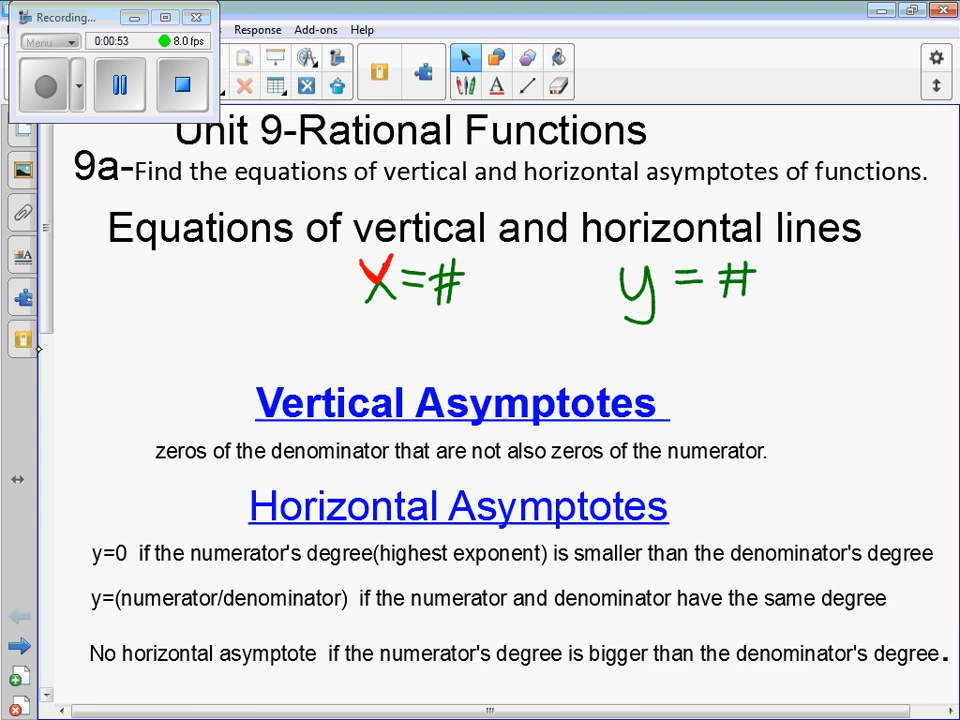 Recording...
Menu
0:00:53
8.0 fps
Response Add-ons Help
Unit 9-Rational Functions
9a-Find the equations of vertical and horizontal asymptotes of functions.
Equations of vertical and horizontal lines
x=# y=#
Vertical Asymptotes
zeros of the denominator that are not also zeros of the numerator.
Horizontal Asymptotes
y=0 if the numerator's degree(highest exponent) is smaller than the denominator's degree
y=(numerator/denominator) if the numerator and denominator have the same degree
No horizontal asymptote if the numerator's degree is bigger than the denominator's degree.